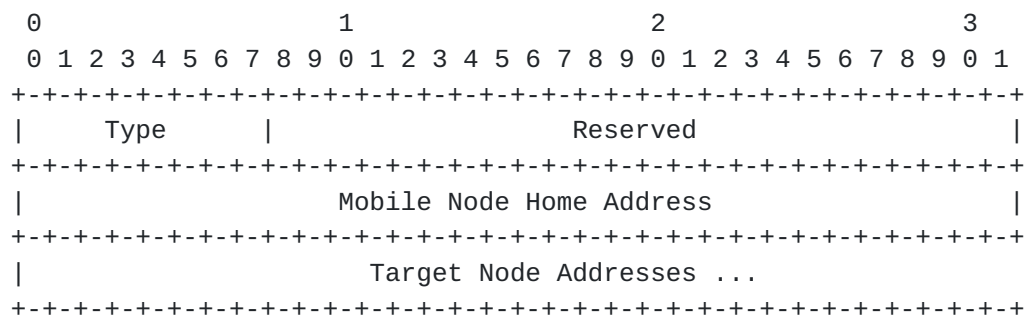 0                   1                   2                   3
 0 1 2 3 4 5 6 7 8 9 0 1 2 3 4 5 6 7 8 9 0 1 2 3 4 5 6 7 8 9 0 1
+-+-+-+-+-+-+-+-+-+-+-+-+-+-+-+-+-+-+-+-+-+-+-+-+-+-+-+-+-+-+-+-+
|     Type      |                   Reserved                    |
+-+-+-+-+-+-+-+-+-+-+-+-+-+-+-+-+-+-+-+-+-+-+-+-+-+-+-+-+-+-+-+-+
|                    Mobile Node Home Address                   |
+-+-+-+-+-+-+-+-+-+-+-+-+-+-+-+-+-+-+-+-+-+-+-+-+-+-+-+-+-+-+-+-+
|                      Target Node Addresses ...
+-+-+-+-+-+-+-+-+-+-+-+-+-+-+-+-+-+-+-+-+-+-+-+-+-+-+-+-+-+-+-+-+